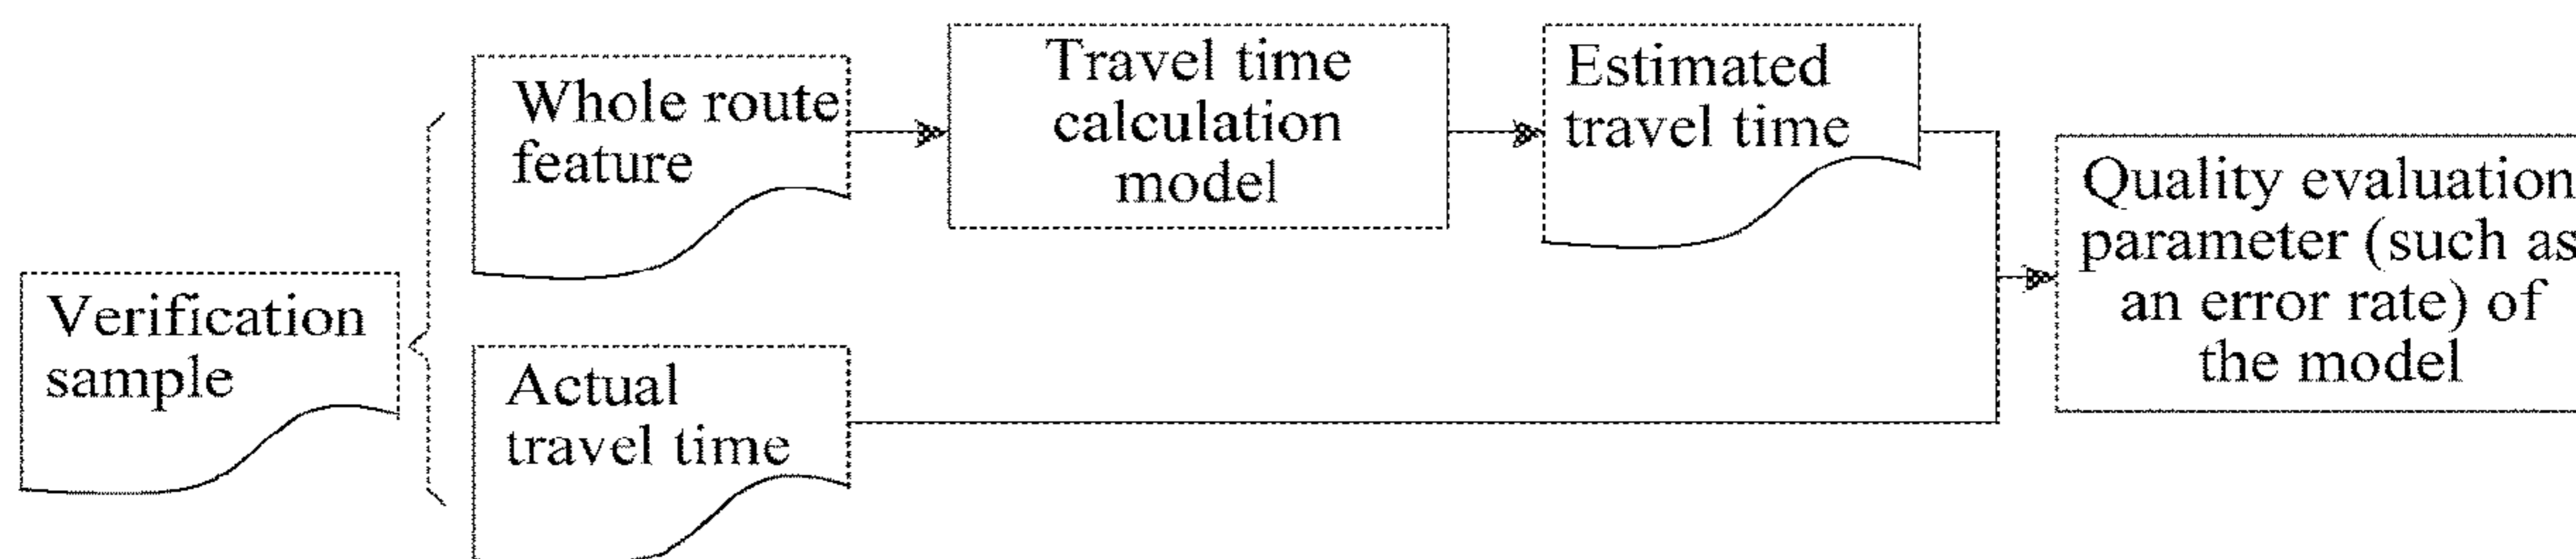 Verification
sample
Whole route
feature
Actual
travel time
Travel time
calculation
model
Estimated
travel time
Quality evaluation
parameter (such as
an error rate) of
the model